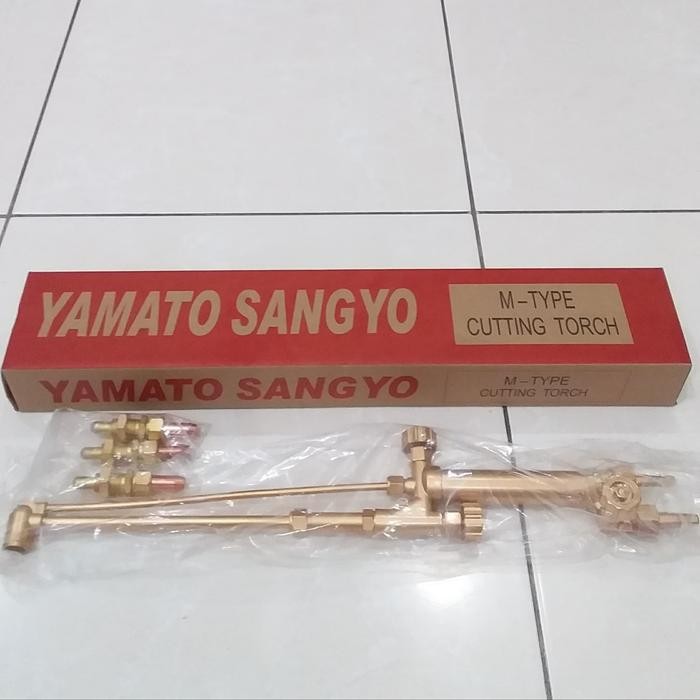 YAMATO SANGYO
M-TYPE
CUTTING TORCH
YAMATO SANGYO
M-TYPE
CUTTING TORCH